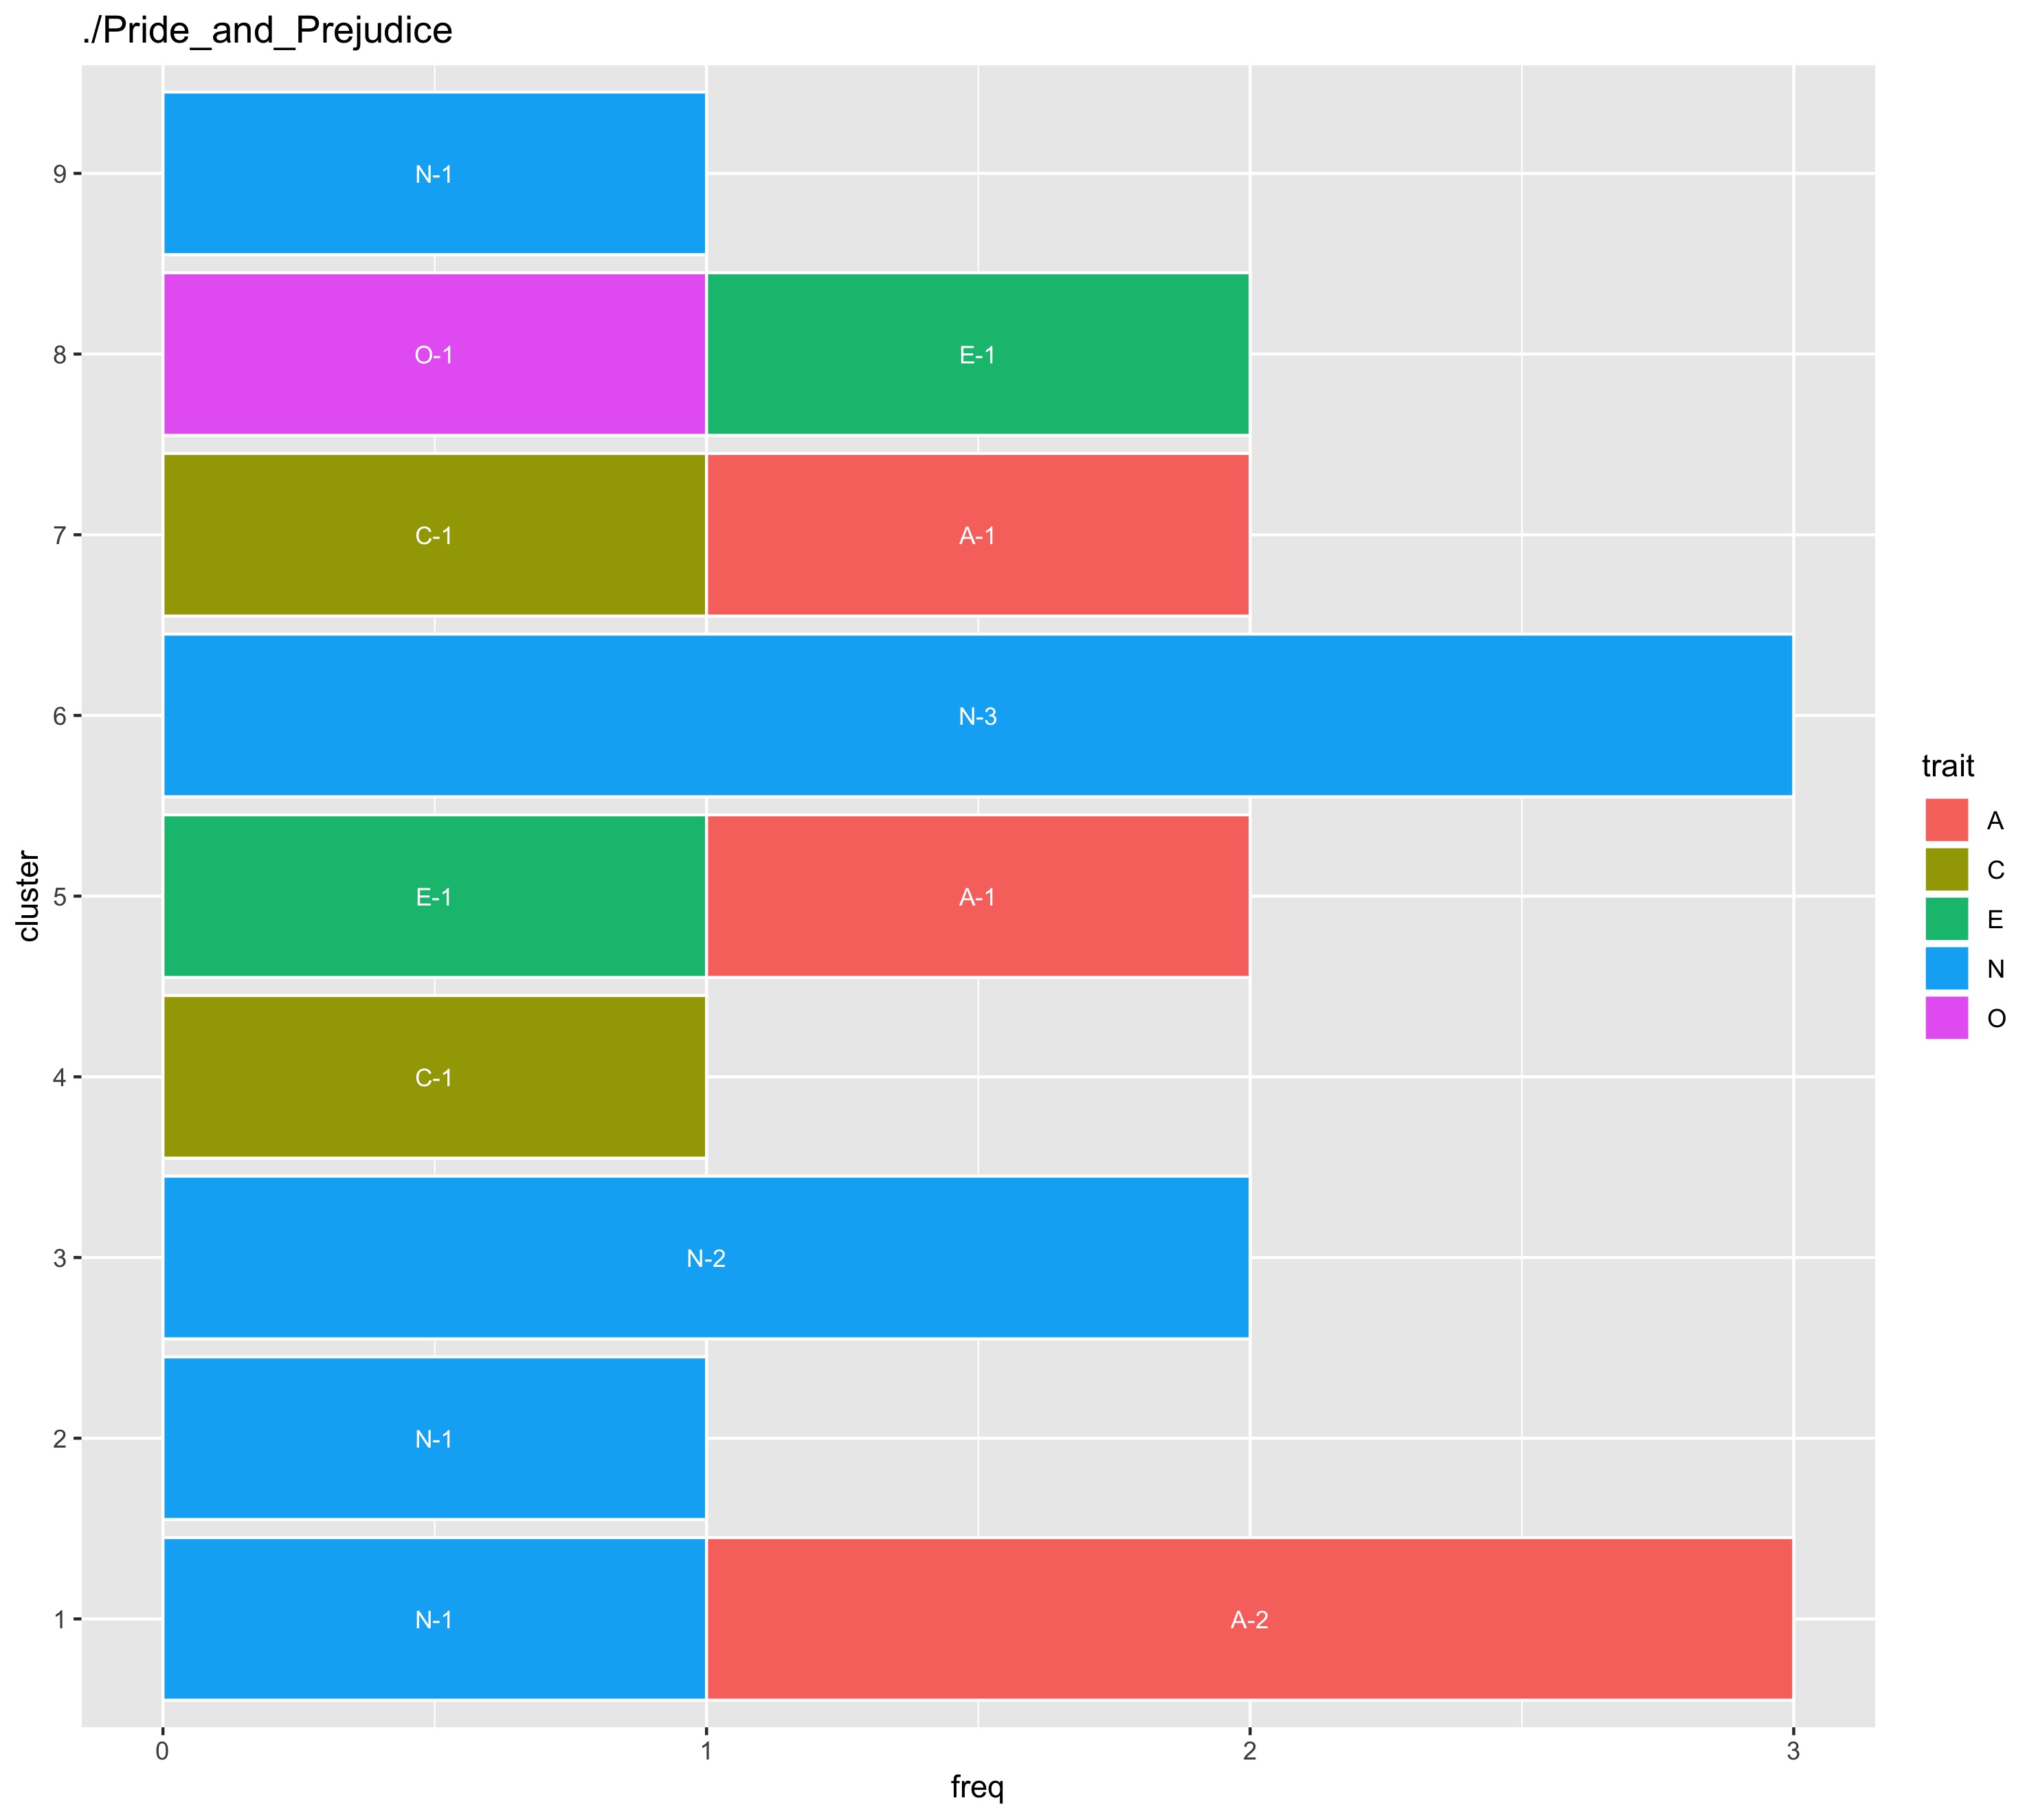 ./Pride_and_Prejudice
cluster
9
N-1
8
O-1 E-1
7
C-1 A-1
6
N-3
5
E-1 A-1
4
C-1
3
N-2
2
N-1
1
N-1 A-2
0 1 2 3
freq
trait
A
C
E
N
O